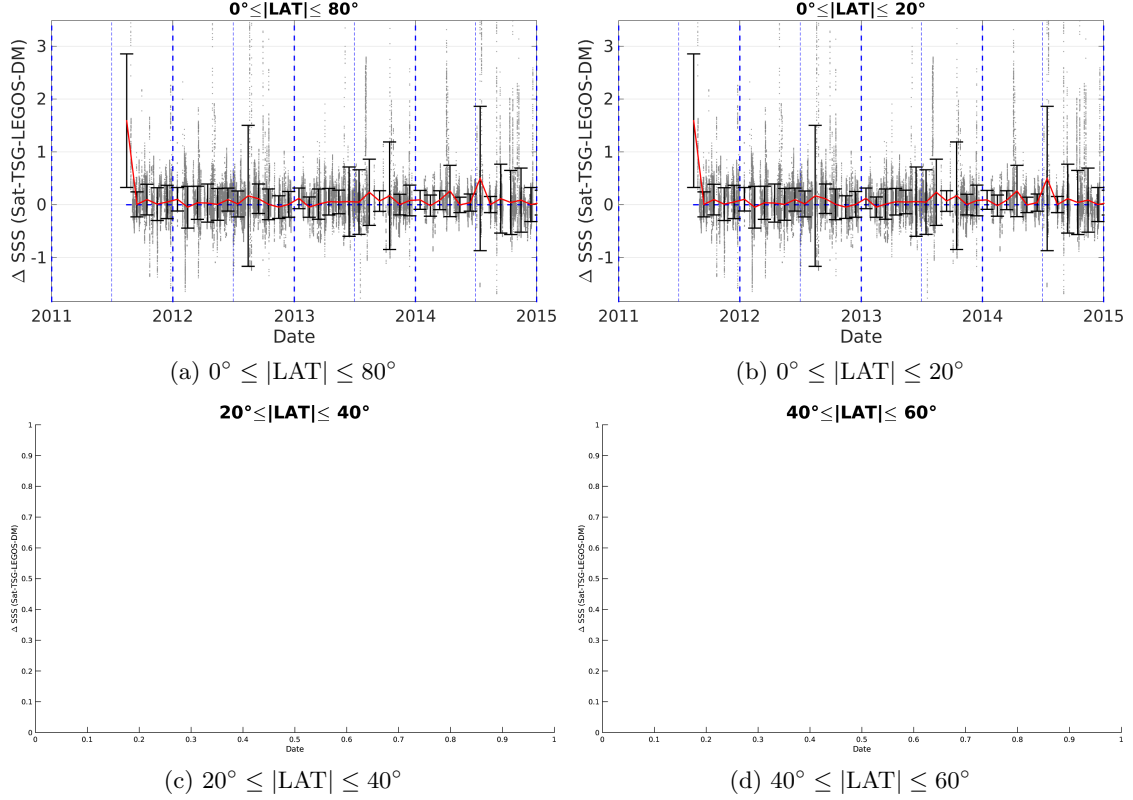 0°≤|LAT|≤ 80°
3
2
1
0
-1
Δ SSS (Sat-TSG-LEGOS-DM)
2011 2012 2013 2014 2015
Date
(a) 0° ≤ |LAT| ≤ 80°
0°≤|LAT|≤ 20°
3
2
1
0
-1
Δ SSS (Sat-TSG-LEGOS-DM)
2011 2012 2013 2014 2015
Date
(b) 0° ≤ |LAT| ≤ 20°
20°≤|LAT|≤ 40°
1
0.9
0.8
0.7
0.6
0.5
0.4
0.3
0.2
0.1
0
Δ SSS (Sat-TSG-LEGOS-DM)
0 0.1 0.2 0.3 0.4 0.5 0.6 0.7 0.8 0.9 1
Date
(c) 20° ≤ |LAT| ≤ 40°
40°≤|LAT|≤ 60°
1
0.9
0.8
0.7
0.6
0.5
0.4
0.3
0.2
0.1
0
Δ SSS (Sat-TSG-LEGOS-DM)
0 0.1 0.2 0.3 0.4 0.5 0.6 0.7 0.8 0.9 1
Date
(d) 40° ≤ |LAT| ≤ 60°